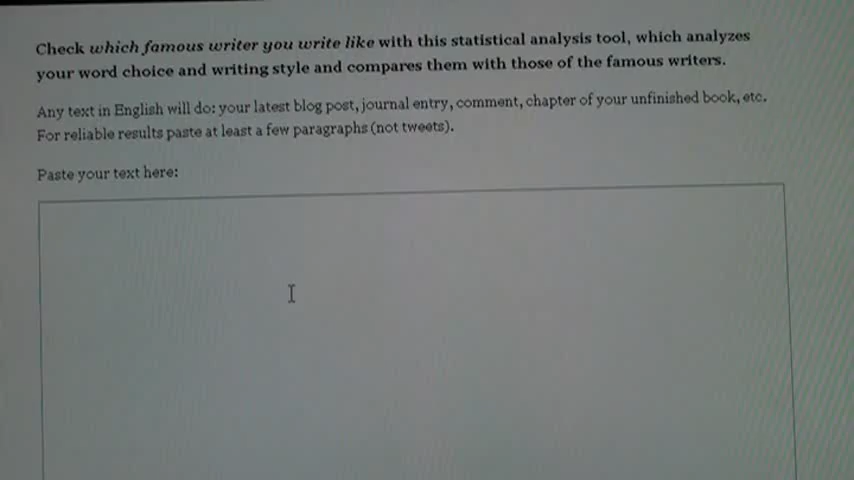 Check which famous writer you write like with this statistical analysis tool, which analyzes
your word choice and writing style and compares them with those of the famous writers.
Any text in English will do: your latest blog post, journal entry, comment, chapter of your unfinished book, etc.
For reliable results paste at least a few paragraphs (not tweets).
Paste your text here: